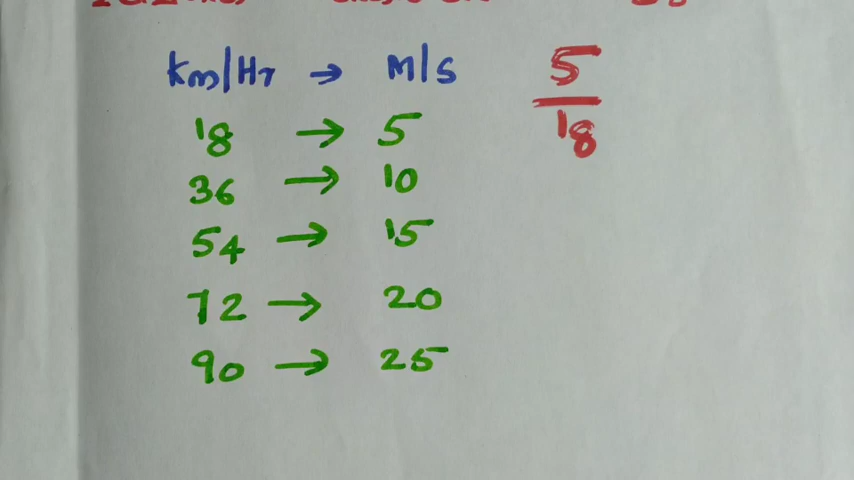 Km/Hr → M/S
5/18
18 → 5
36 → 10
54 → 15
72 → 20
90 → 25